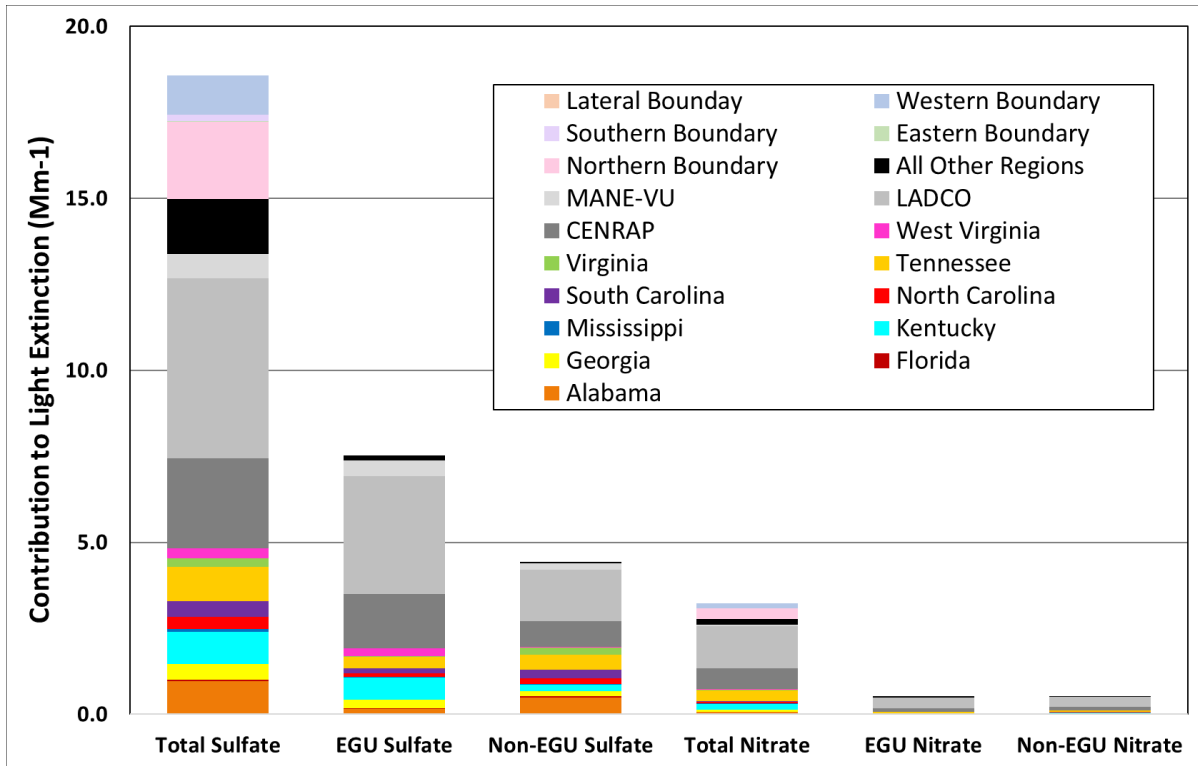 20.0
15.0
10.0
5.0
0.0
Contribution to Light Extinction (Mm-1)
Lateral Bounday Western Boundary
Southern Boundary Eastern Boundary
Northern Boundary All Other Regions
MANE-VU LADCO
CENRAP West Virginia
Virginia Tennessee
South Carolina North Carolina
Mississippi Kentucky
Georgia Florida
Alabama
Total Sulfate EGU Sulfate Non-EGU Sulfate Total Nitrate EGU Nitrate Non-EGU Nitrate